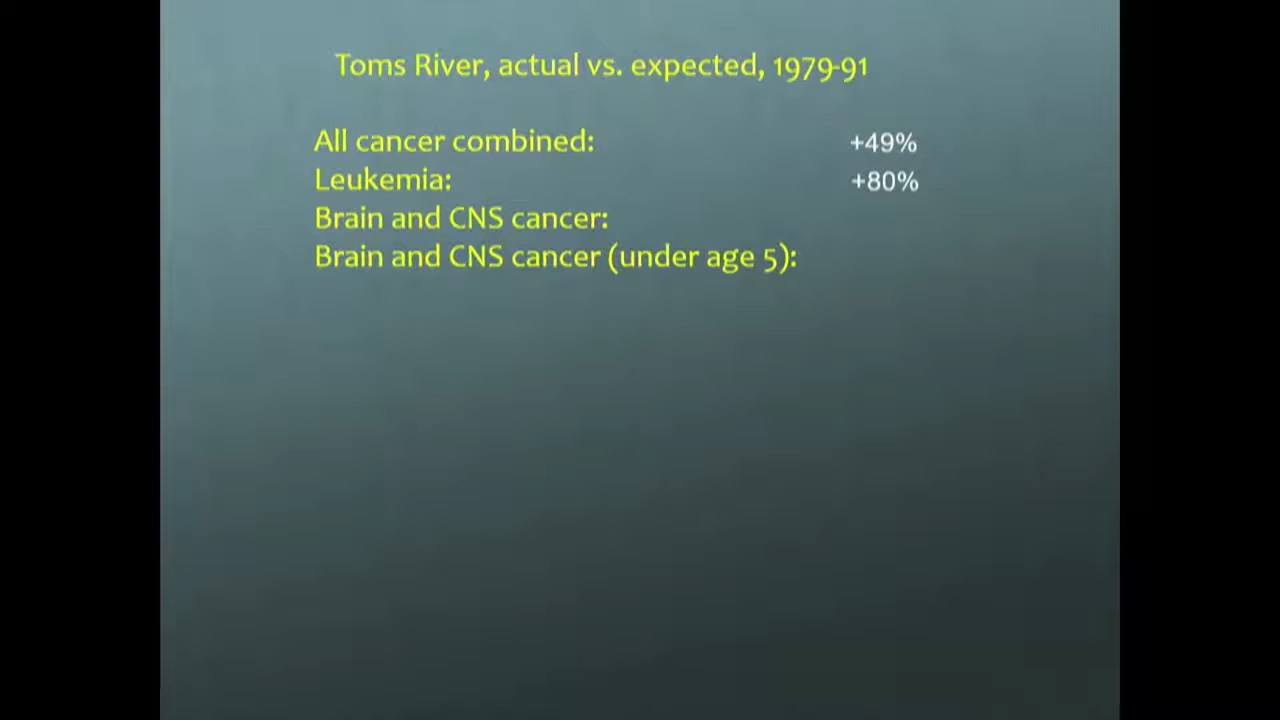 Toms River, actual vs. expected, 1979-91
All cancer combined: +49%
Leukemia: +80%
Brain and CNS cancer:
Brain and CNS cancer (under age 5):